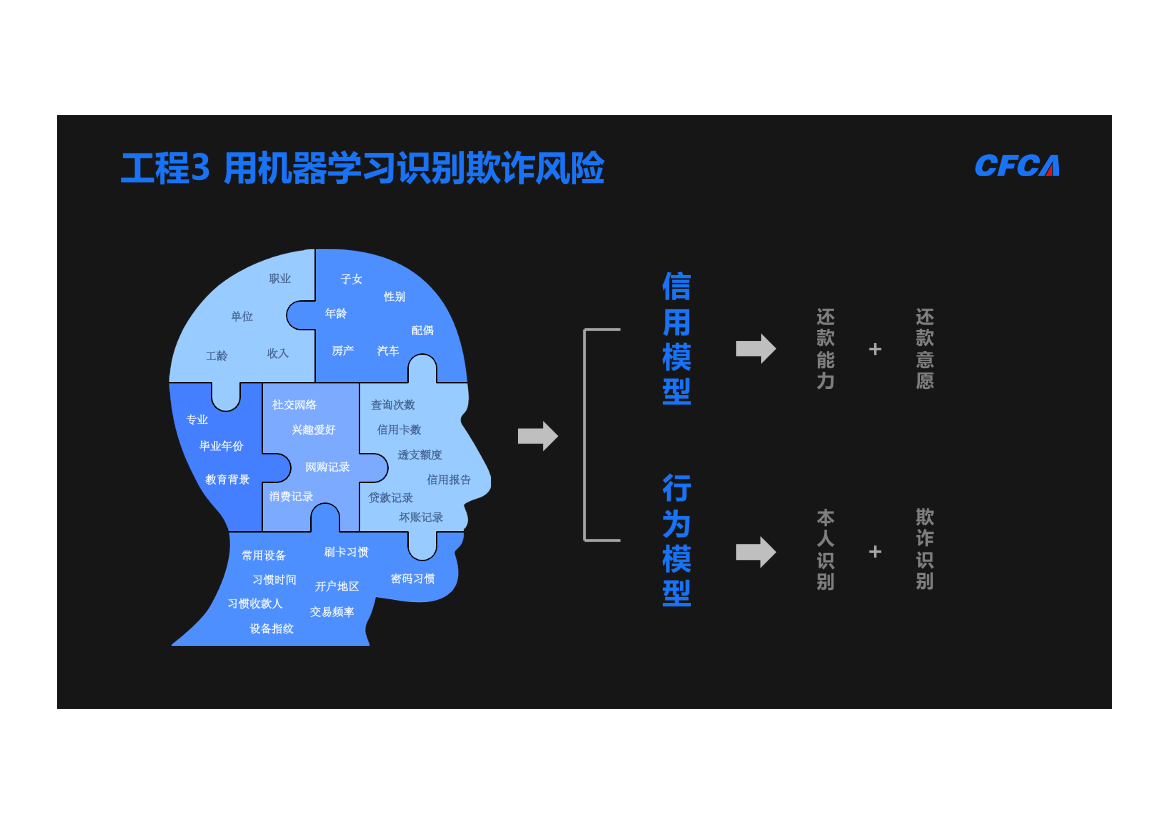 工程3 用机器学习识别欺诈风险
CFCA
职业
单位
工龄
收入
子女
性别
年龄
配偶
房产
汽车
专业
毕业年份
教育背景
社交网络
兴趣爱好
网购记录
消费记录
查询次数
信用卡数
透支额度
信用报告
贷款记录
坏账记录
常用设备
刷卡习惯
习惯时间
开户地区
密码习惯
习惯收款人
交易频率
设备指纹
信用模型
还款能力
+
还款意愿
行为模型
本人识别
+
欺诈识别